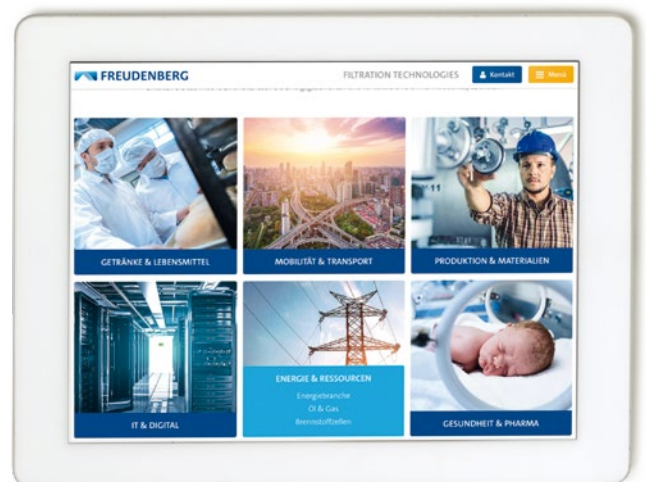 FREUDENBERG
FILTRATION TECHNOLOGIES
Kontakt
Menü
GETRÄNKE & LEBENSMITTEL
MOBILITÄT & TRANSPORT
PRODUKTION & MATERIALIEN
IT & DIGITAL
ENERGIE & RESSOURCEN
Energiebranche
Öl & Gas
Brennstoffzellen
GESUNDHEIT & PHARMA